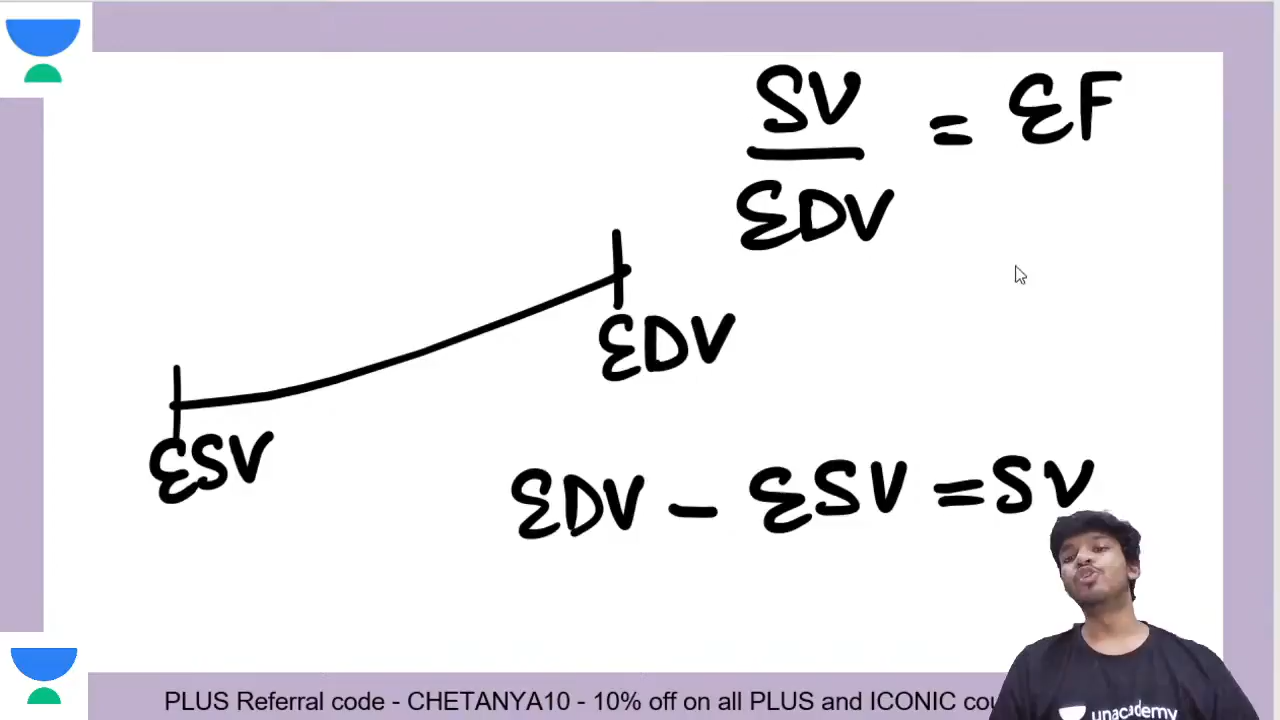 SV
— = EF
EDV
EDV
ESV
EDV - ESV = SV
PLUS Referral code - CHETANYA10 - 10% off on all PLUS and ICONIC cou
unacademy